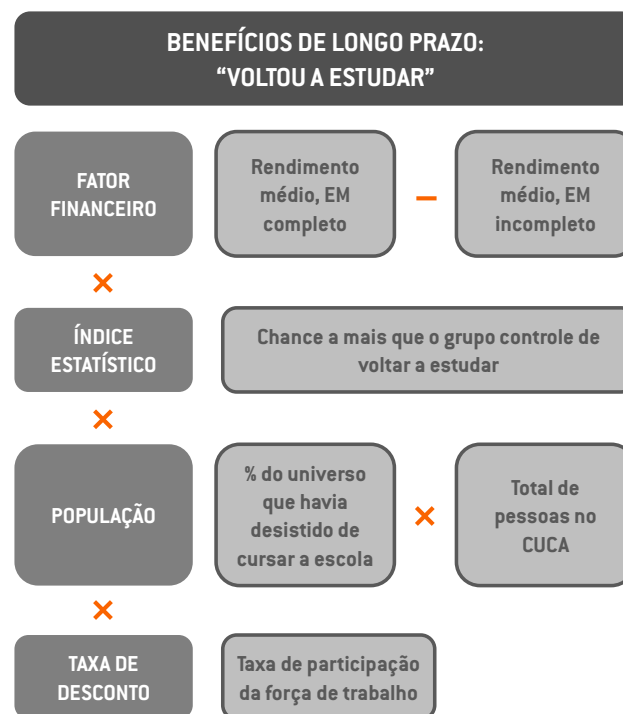 BENEFÍCIOS DE LONGO PRAZO:
“VOLTOU A ESTUDAR”
FATOR
FINANCEIRO
Rendimento
médio, EM
completo
–
Rendimento
médio, EM
incompleto
×
ÍNDICE
ESTATÍSTICO
Chance a mais que o grupo controle de
voltar a estudar
×
POPULAÇÃO
% do universo
que havia
desistido de
cursar a escola
×
Total de
pessoas no
CUCA
×
TAXA DE
DESCONTO
Taxa de participação
da força de trabalho